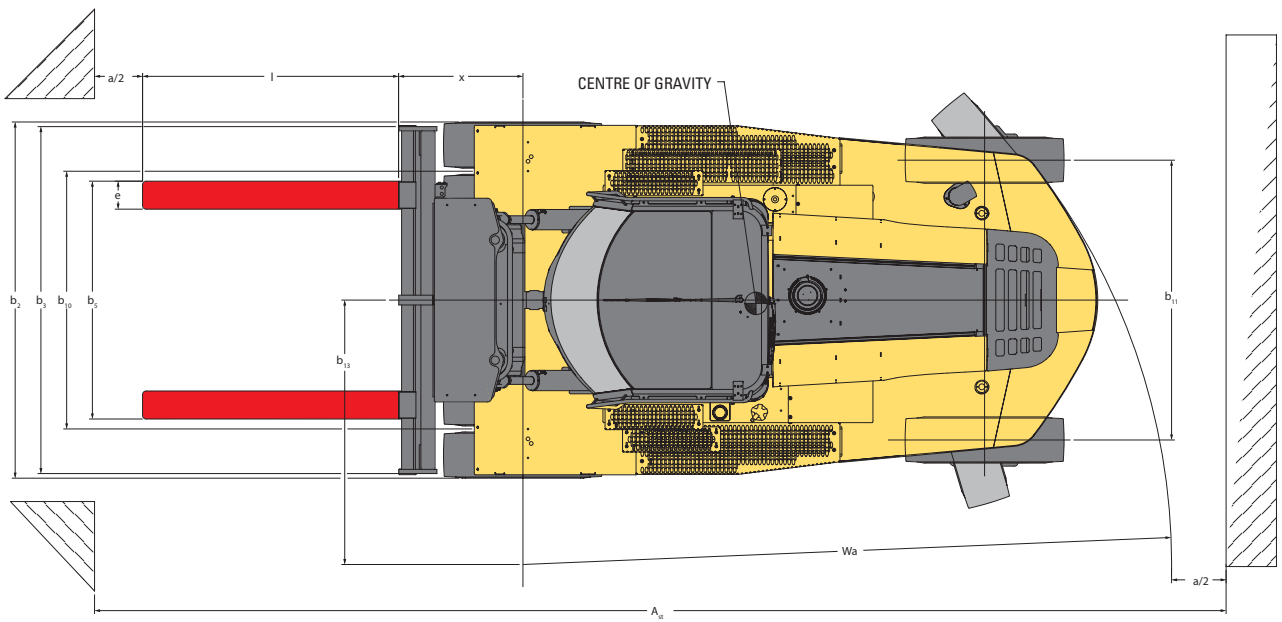 a/2
l
x
CENTRE OF GRAVITY
e
b₂
b₃
b₁₀
b₅
b₁₁
b₁₃
Wa
a/2
Aₛₜ